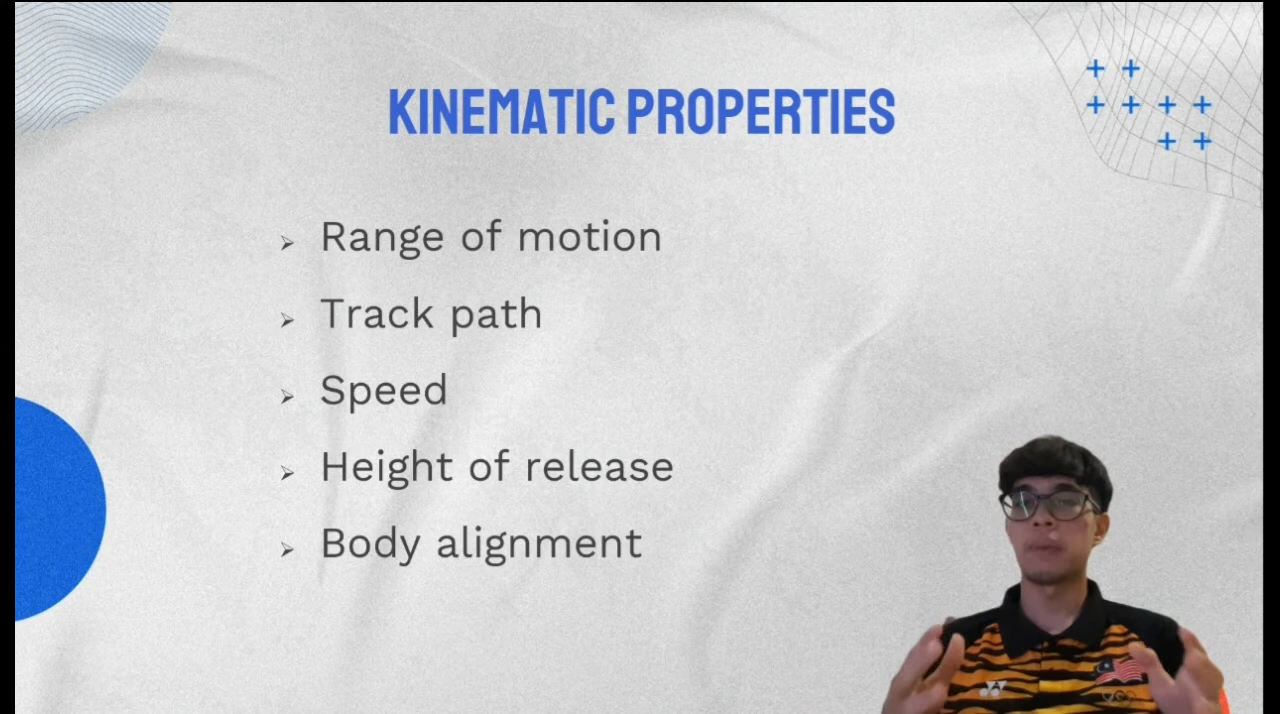 KINEMATIC PROPERTIES
Range of motion
Track path
Speed
Height of release
Body alignment